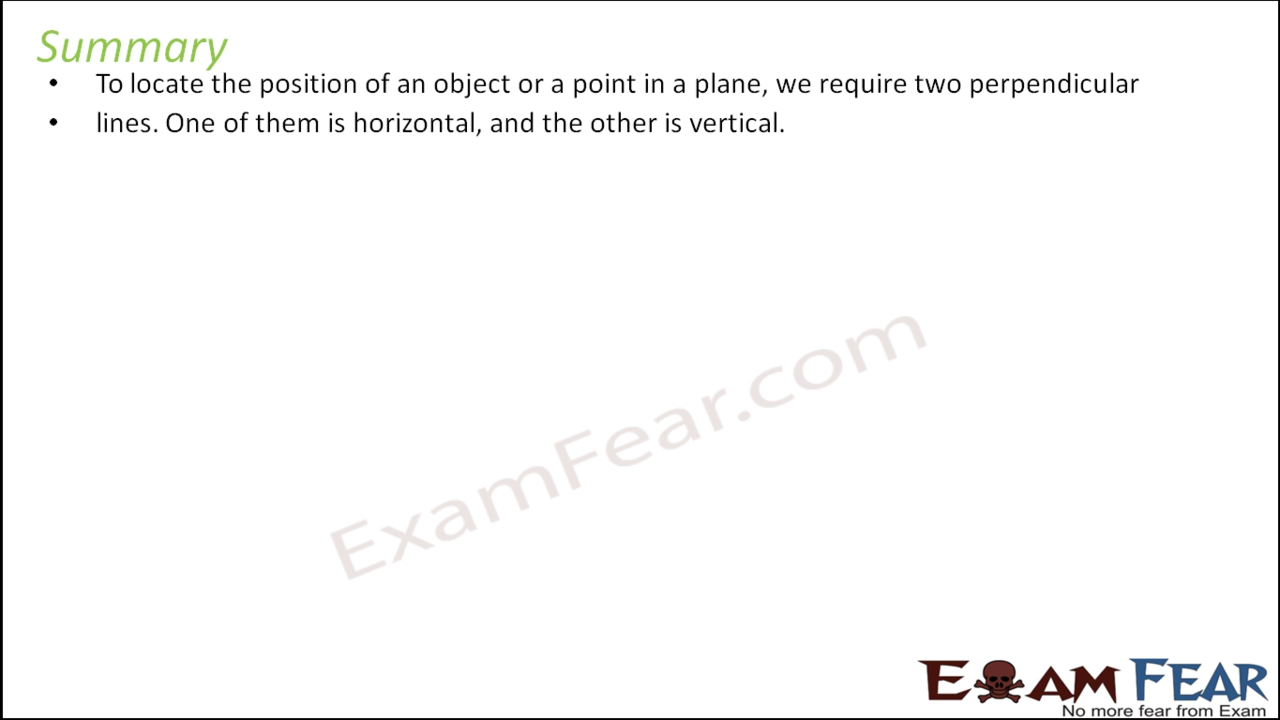 Summary
• To locate the position of an object or a point in a plane, we require two perpendicular
• lines. One of them is horizontal, and the other is vertical.
ExamFear.com
EXAM FEAR
No more fear from Exam